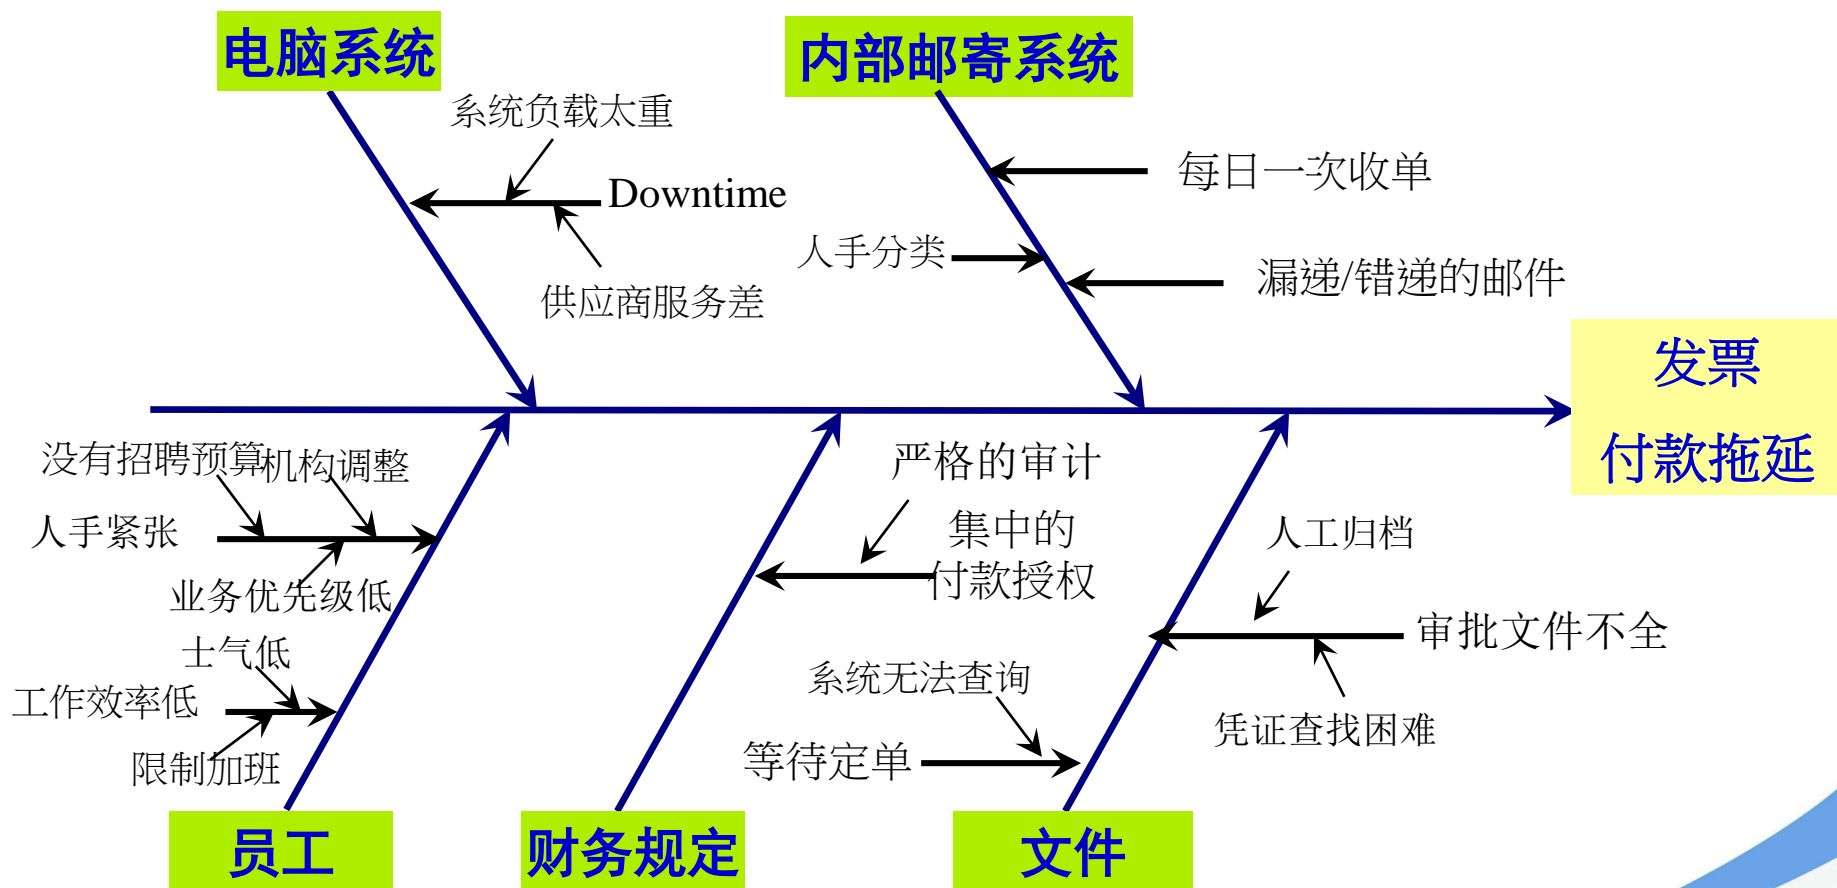 电脑系统
内部邮寄系统
系统负载太重
每日一次收单
Downtime
人手分类
漏递/错递的邮件
供应商服务差
发票
付款拖延
没有招聘预算
机构调整
严格的审计
人手紧张
集中的
付款授权
人工归档
业务优先级低
审批文件不全
士气低
系统无法查询
工作效率低
凭证查找困难
限制加班
等待定单
员工
财务规定
文件